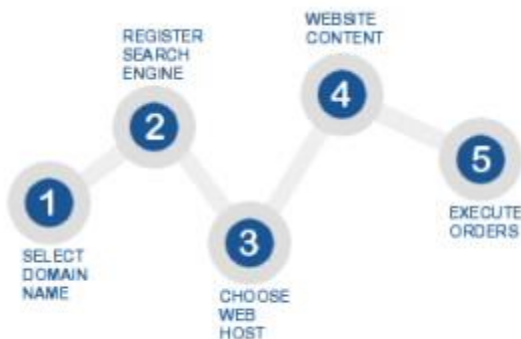 1
SELECT
DOMAIN
NAME
2
REGISTER
SEARCH
ENGINE
3
CHOOSE
WEB
HOST
4
WEBSITE
CONTENT
5
EXECUTE
ORDERS